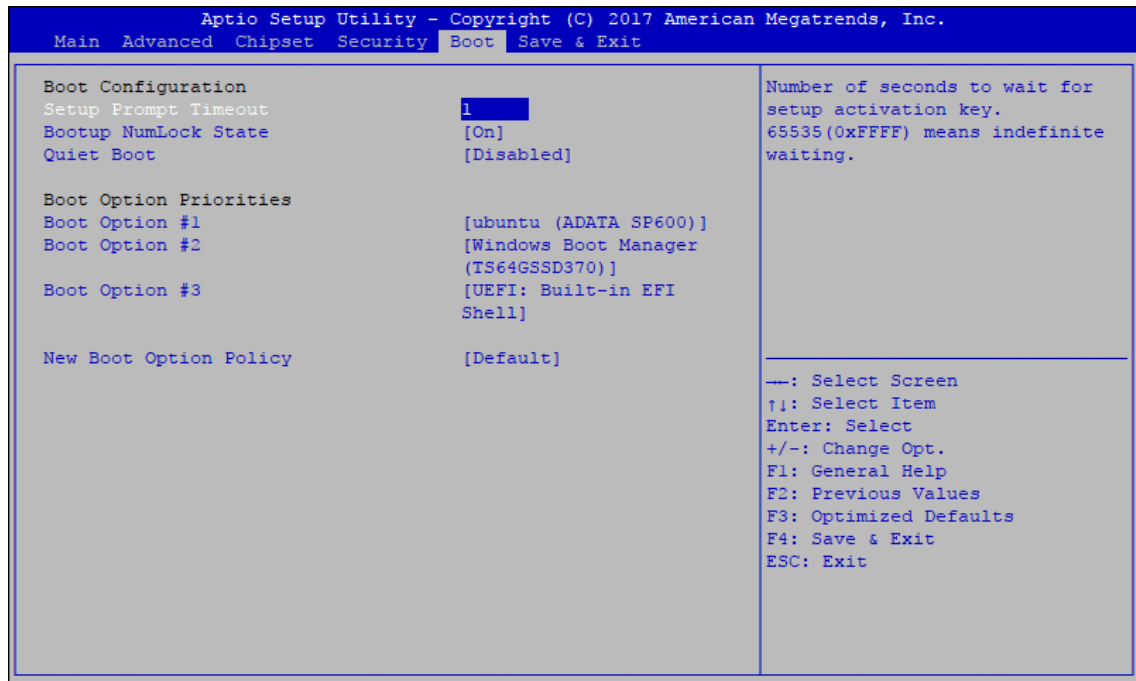 Aptio Setup Utility – Copyright (C) 2017 American Megatrends, Inc.
Main Advanced Chipset Security Boot Save & Exit
Boot Configuration
Setup Prompt Timeout 1
Bootup NumLock State [On]
Quiet Boot [Disabled]
Boot Option Priorities
Boot Option #1 [ubuntu (ADATA SP600)]
Boot Option #2 [Windows Boot Manager
(TS64GSSD370)]
Boot Option #3 [UEFI: Built-in EFI
Shell]
New Boot Option Policy [Default]
Number of seconds to wait for
setup activation key.
65535(0xFFFF) means indefinite
waiting.
→←: Select Screen
↑↓: Select Item
Enter: Select
+/-: Change Opt.
F1: General Help
F2: Previous Values
F3: Optimized Defaults
F4: Save & Exit
ESC: Exit